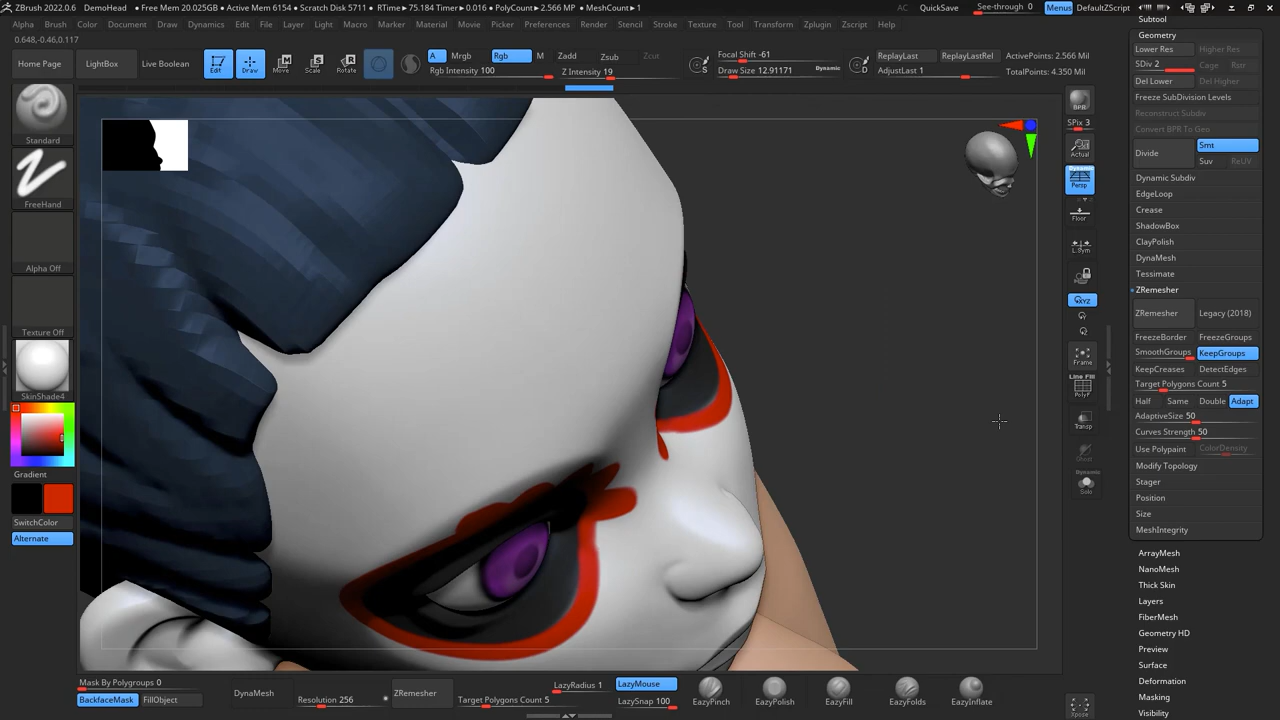 ZBrush 2022.0.6 DemoHead • Free Mem 20.025GB • Active Mem 6154 • Scratch Disk 5711 • RTime▸75.184 Timer▸0.016 • PolyCount▸2.566 MP • MeshCount▸1 AC QuickSave See-through 0 Menus DefaultZScript
Alpha Brush Color Document Draw Dynamics Edit File Layer Light Macro Marker Material Movie Picker Preferences Render Stencil Stroke Texture Tool Transform Zplugin Zscript Help
0.648,-0.46,0.117
Home Page LightBox Live Boolean Edit Draw Move Scale Rotate
A Mrgb Rgb M Zadd Zsub Zcut
Rgb Intensity 100 Z Intensity 19
S Focal Shift -61
Draw Size 12.91171 Dynamic
D ReplayLast ReplayLastRel ActivePoints: 2.566 Mil
AdjustLast 1 TotalPoints: 4.350 Mil
Standard
FreeHand
Alpha Off
Texture Off
SkinShade4
Gradient
SwitchColor
Alternate
BPR
SPix 3
Actual
Dynamic
Persp
Floor
L.Sym
XYZ
Frame
Line Fill
PolyF
Transp
Ghost
Dynamic
Solo
Xpose
Subtool
Geometry
Lower Res Higher Res
SDiv 2 Cage Rstr
Del Lower Del Higher
Freeze SubDivision Levels
Reconstruct Subdiv
Convert BPR To Geo
Divide Smt
Suv ReUV
Dynamic Subdiv
EdgeLoop
Crease
ShadowBox
ClayPolish
DynaMesh
Tessimate
ZRemesher
ZRemesher Legacy (2018)
FreezeBorder FreezeGroups
SmoothGroups KeepGroups
KeepCreases DetectEdges
Target Polygons Count 5
Half Same Double Adapt
AdaptiveSize 50
Curves Strength 50
Use Polypaint ColorDensity
Modify Topology
Stager
Position
Size
MeshIntegrity
ArrayMesh
NanoMesh
Thick Skin
Layers
FiberMesh
Geometry HD
Preview
Surface
Deformation
Masking
Visibility
Mask By Polygroups 0
BackfaceMask FillObject
DynaMesh
Resolution 256
ZRemesher
Target Polygons Count 5
LazyRadius 1 LazyMouse
LazySnap 100
EazyPinch EazyPolish EazyFill EazyFolds EazyInflate